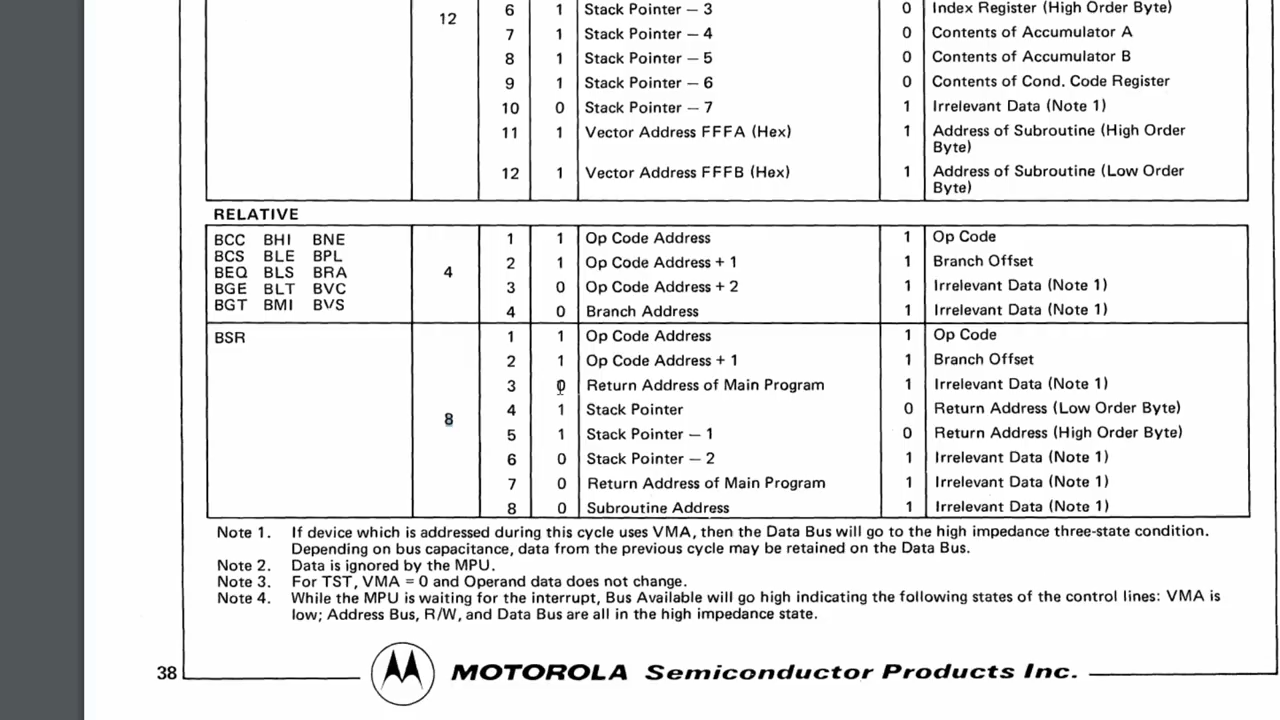 12
6 1 Stack Pointer — 3 0 Index Register (High Order Byte)
7 1 Stack Pointer — 4 0 Contents of Accumulator A
8 1 Stack Pointer — 5 0 Contents of Accumulator B
9 1 Stack Pointer — 6 0 Contents of Cond. Code Register
10 0 Stack Pointer — 7 1 Irrelevant Data (Note 1)
11 1 Vector Address FFFA (Hex) 1 Address of Subroutine (High Order
Byte)
12 1 Vector Address FFFB (Hex) 1 Address of Subroutine (Low Order
Byte)
RELATIVE
BCC BHI BNE 1 1 Op Code Address 1 Op Code
BCS BLE BPL 2 1 Op Code Address + 1 1 Branch Offset
BEQ BLS BRA 4 3 0 Op Code Address + 2 1 Irrelevant Data (Note 1)
BGE BLT BVC
BGT BMI BVS 4 0 Branch Address 1 Irrelevant Data (Note 1)
BSR 1 1 Op Code Address 1 Op Code
2 1 Op Code Address + 1 1 Branch Offset
3 0 Return Address of Main Program 1 Irrelevant Data (Note 1)
8 4 1 Stack Pointer 0 Return Address (Low Order Byte)
5 1 Stack Pointer — 1 0 Return Address (High Order Byte)
6 0 Stack Pointer — 2 1 Irrelevant Data (Note 1)
7 0 Return Address of Main Program 1 Irrelevant Data (Note 1)
8 0 Subroutine Address 1 Irrelevant Data (Note 1)
Note 1. If device which is addressed during this cycle uses VMA, then the Data Bus will go to the high impedance three-state condition.
Depending on bus capacitance, data from the previous cycle may be retained on the Data Bus.
Note 2. Data is ignored by the MPU.
Note 3. For TST, VMA = 0 and Operand data does not change.
Note 4. While the MPU is waiting for the interrupt, Bus Available will go high indicating the following states of the control lines: VMA is
low; Address Bus, R/W, and Data Bus are all in the high impedance state.
38 MOTOROLA Semiconductor Products Inc.